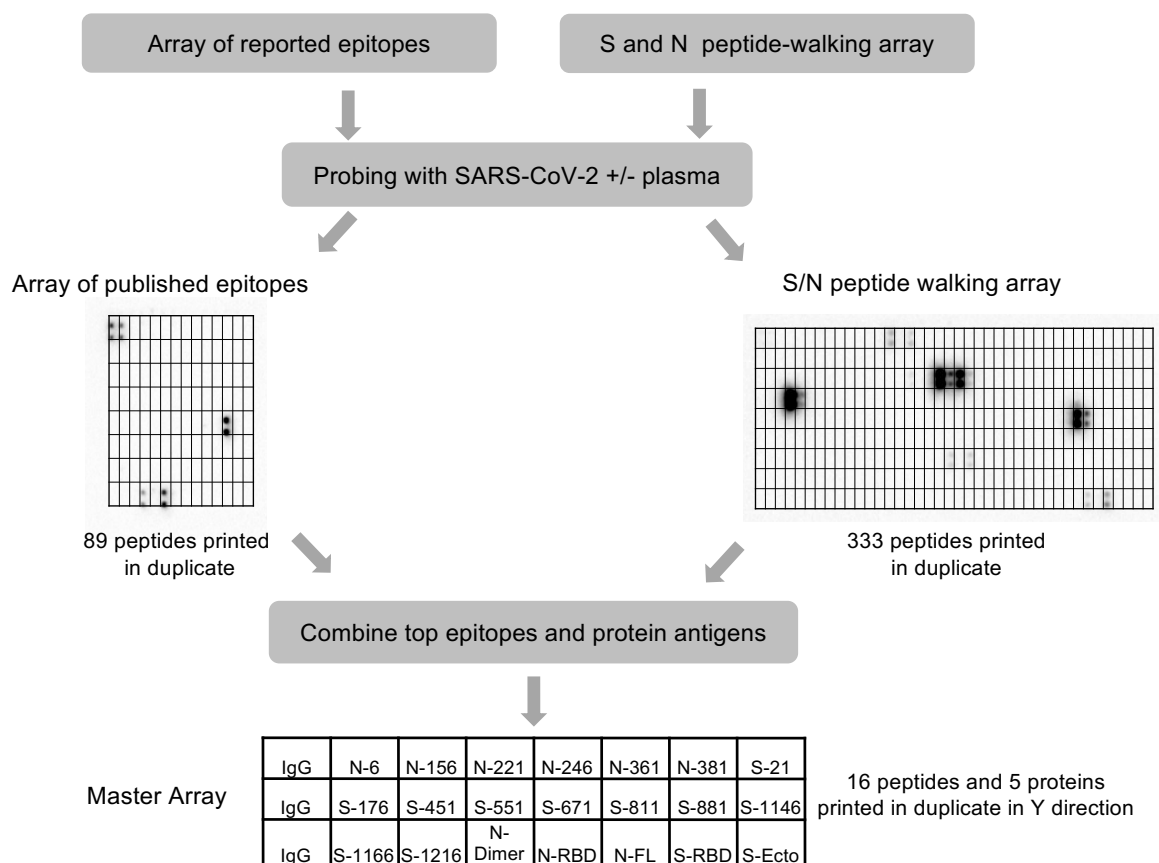 Array of reported epitopes
S and N peptide-walking array
Probing with SARS-CoV-2 +/- plasma
Array of published epitopes
S/N peptide walking array
89 peptides printed
in duplicate
333 peptides printed
in duplicate
Combine top epitopes and protein antigens
Master Array
IgG N-6 N-156 N-221 N-246 N-361 N-381 S-21
IgG S-176 S-451 S-551 S-671 S-811 S-881 S-1146
IgG S-1166 S-1216 N-Dimer N-RBD N-FL S-RBD S-Ecto
16 peptides and 5 proteins
printed in duplicate in Y direction